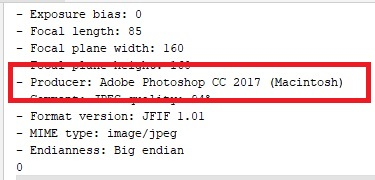 - Exposure bias: 0
- Focal length: 85
- Focal plane width: 160
- Focal plane height: 160
- Producer: Adobe Photoshop CC 2017 (Macintosh)
- Comment: JPEG quality: 94%
- Format version: JFIF 1.01
- MIME type: image/jpeg
- Endianness: Big endian
0